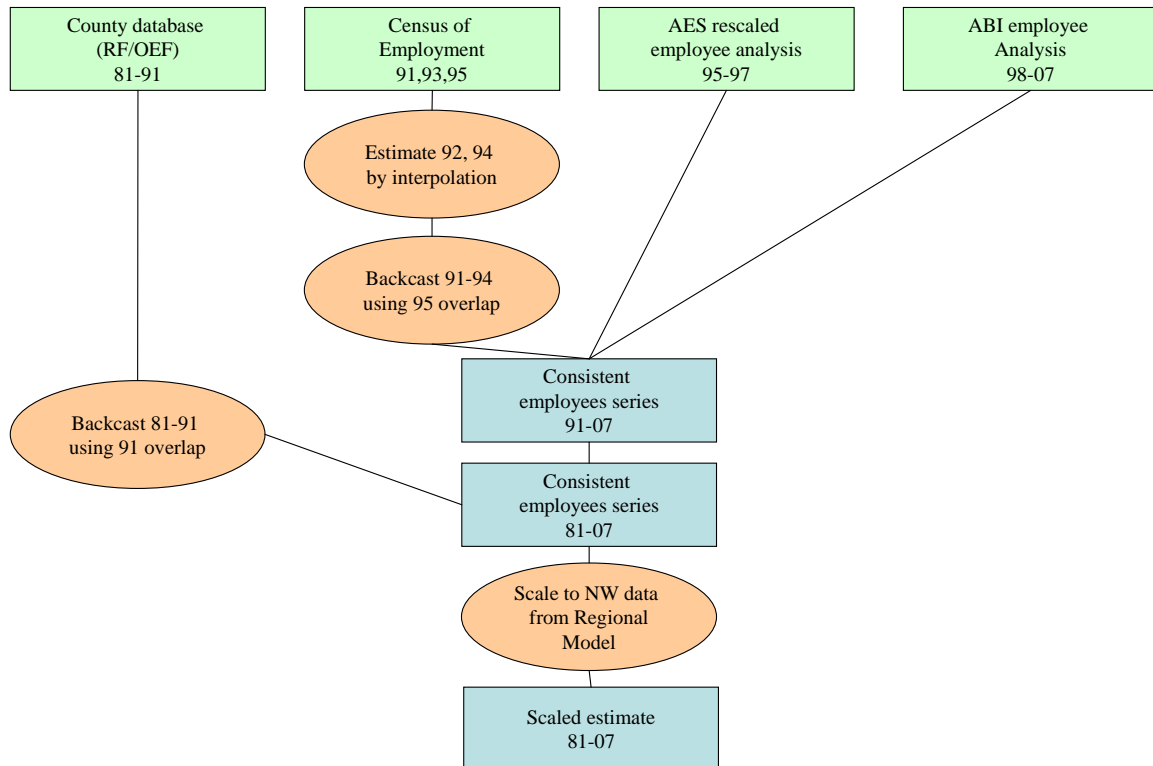 County database
(RF/OEF)
81-91
Census of
Employment
91,93,95
AES rescaled
employee analysis
95-97
ABI employee
Analysis
98-07
Estimate 92, 94
by interpolation
Backcast 91-94
using 95 overlap
Consistent
employees series
91-07
Backcast 81-91
using 91 overlap
Consistent
employees series
81-07
Scale to NW data
from Regional
Model
Scaled estimate
81-07